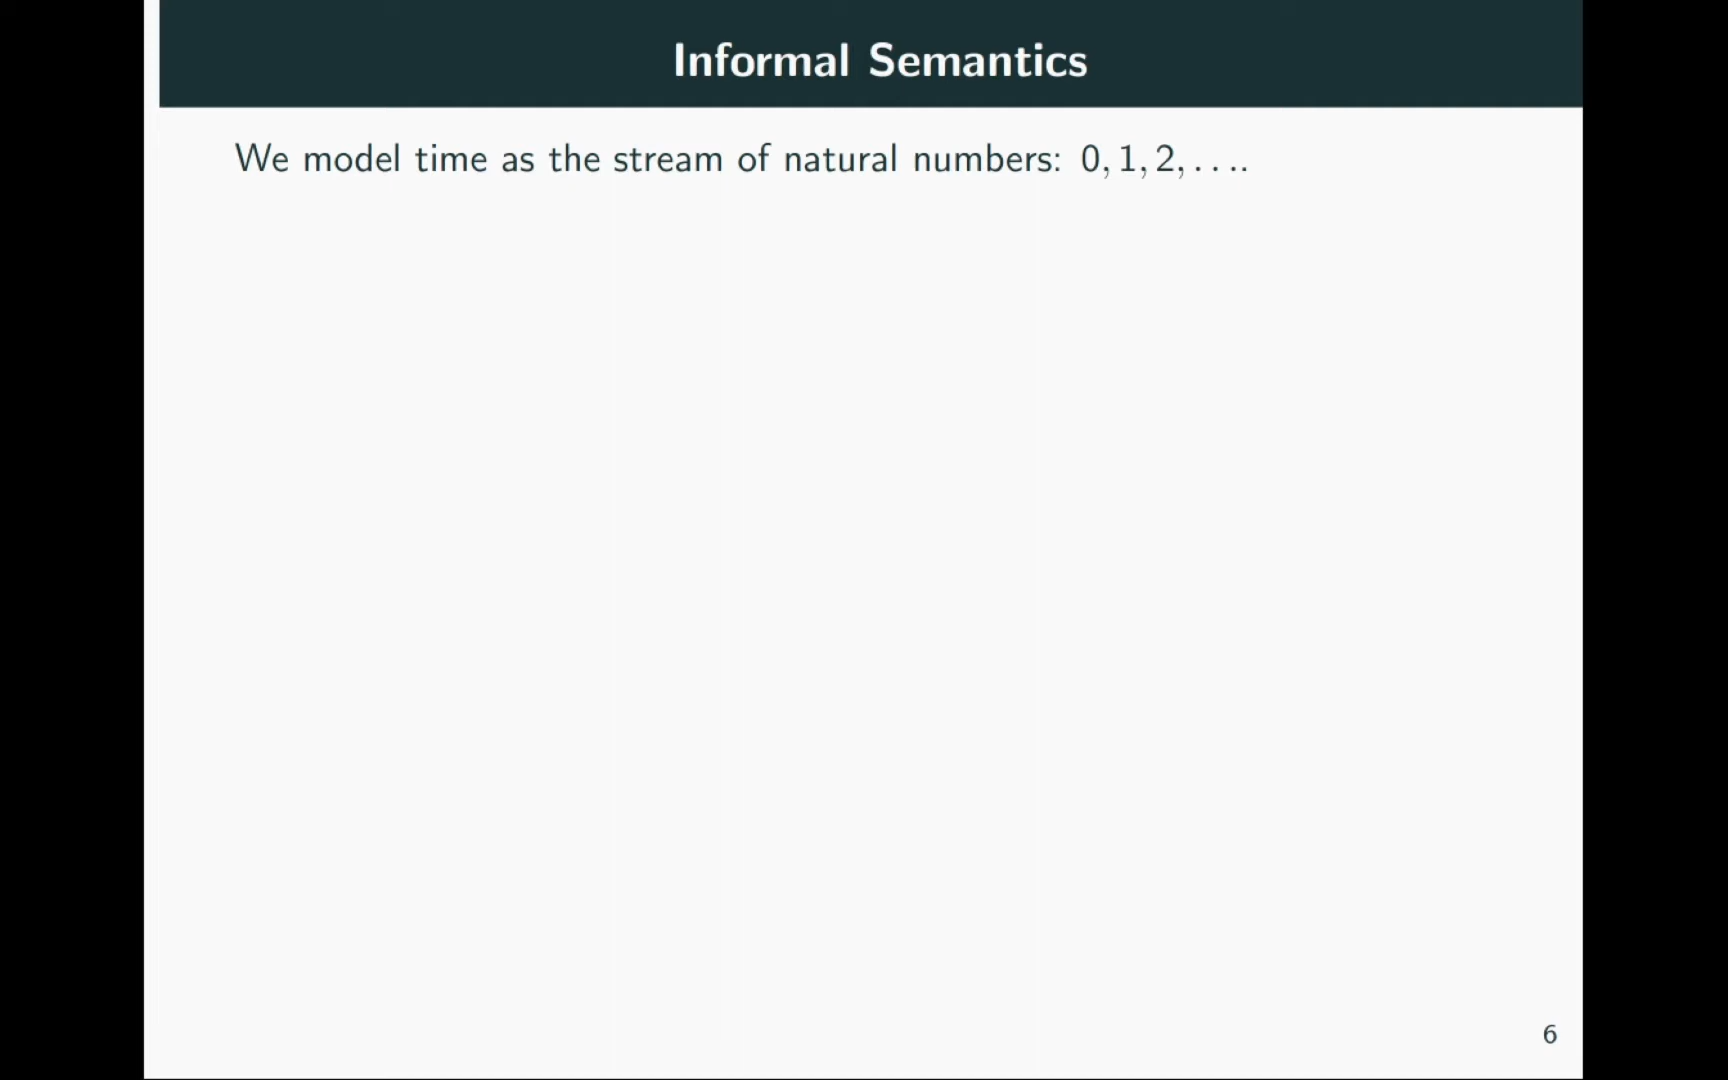 Informal Semantics
We model time as the stream of natural numbers: 0, 1, 2, . . ..
6